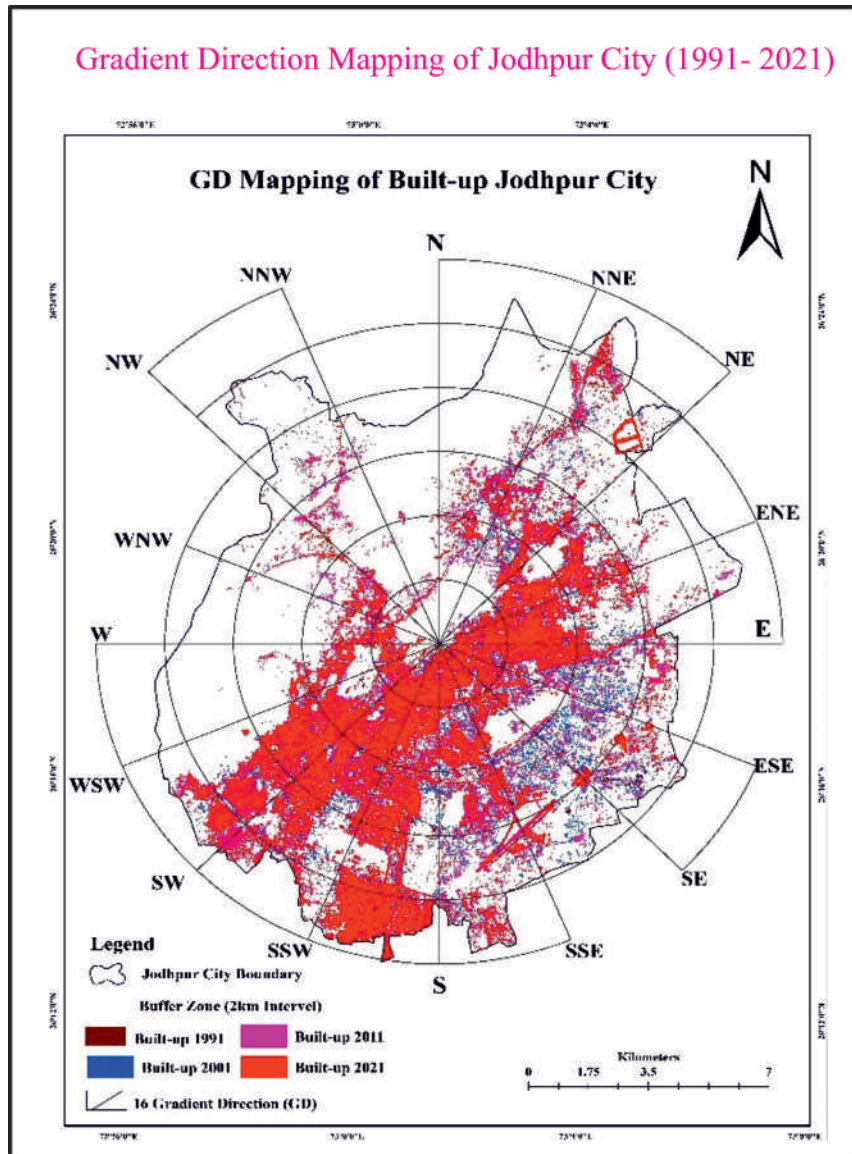 Gradient Direction Mapping of Jodhpur City (1991- 2021)
GD Mapping of Built-up Jodhpur City
N
N
NNW
NNE
NW
NE
WNW
ENE
W
E
WSW
ESE
SW
SE
SSW
SSE
S
Legend
Jodhpur City Boundary
Buffer Zone (2km Intervel)
Built-up 1991
Built-up 2011
Built-up 2001
Built-up 2021
16 Gradient Direction (GD)
Kilometers
0 1.75 3.5 7